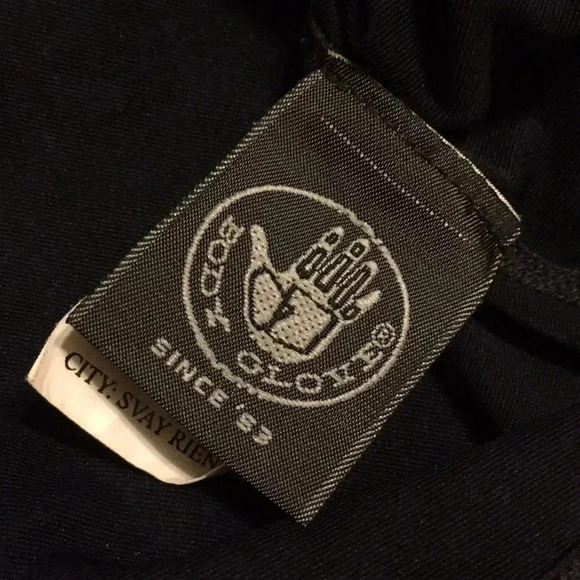 BODY GLOVE®
SINCE '53
CITY: SVAY RIEN